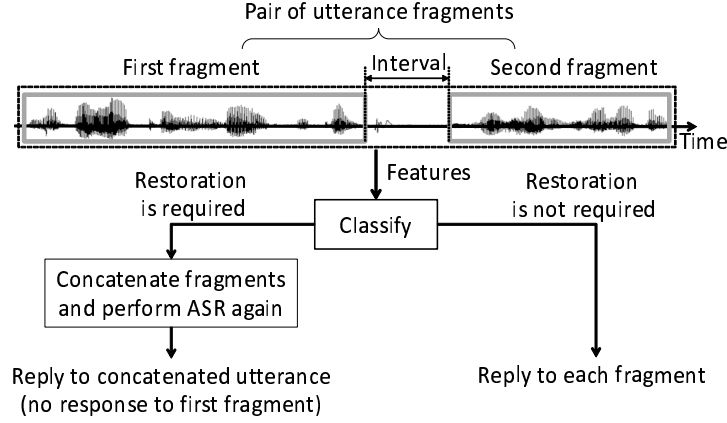 Pair of utterance fragments
First fragment
Interval
Second fragment
Time
Features
Restoration
is required
Restoration
is not required
Classify
Concatenate fragments
and perform ASR again
Reply to concatenated utterance
(no response to first fragment)
Reply to each fragment